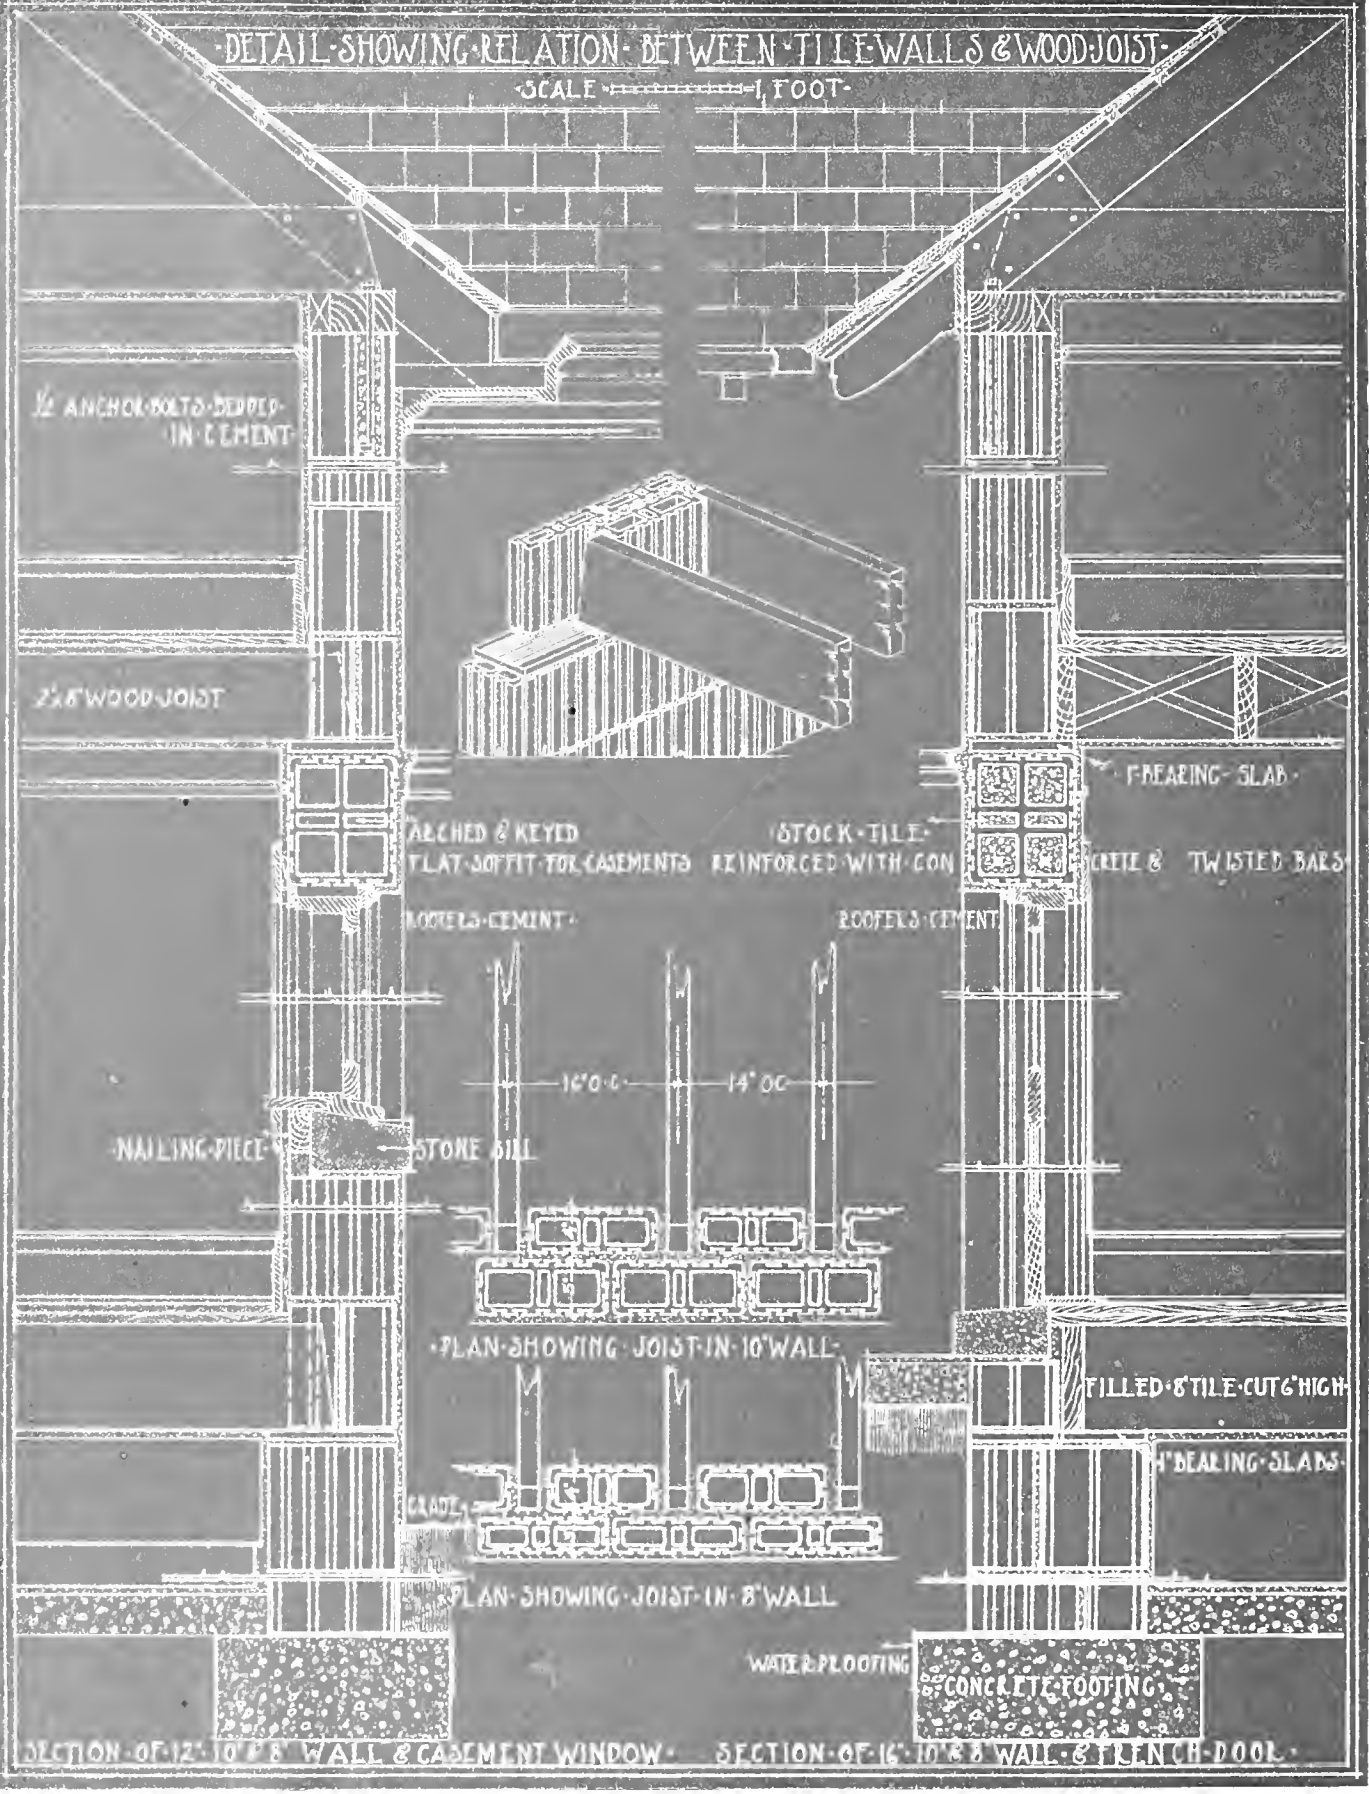 ·DETAIL·SHOWING·RELATION·BETWEEN·TILE·WALLS & WOOD·JOIST·
·SCALE 1 FOOT·
½ ANCHOR·BOLTS·BEDDED·
·IN·CEMENT·
2"x8" WOOD·JOIST
1" BEARING· SLAB·
ARCHED & KEYED
FLAT·SOFFIT·FOR·CASEMENTS
·STOCK·TILE·
REINFORCED·WITH·CONCRETE & TWISTED BARS·
ROOFERS·CEMENT·
ROOFERS·CEMENT
16" O·C
14" OC
·NAILING·PIECE·
STONE SILL
·PLAN·SHOWING·JOIST·IN·10"WALL·
FILLED·8"TILE·CUT 6"HIGH·
1"BEARING·SLABS·
GRADE·
PLAN·SHOWING·JOIST·IN·8"WALL
WATERPROOFING
·CONCRETE·FOOTING·
SECTION·OF·12"·10"& 8" WALL & CASEMENT WINDOW·
SECTION·OF·16"·10"& 8" WALL·&·FRENCH·DOOR·